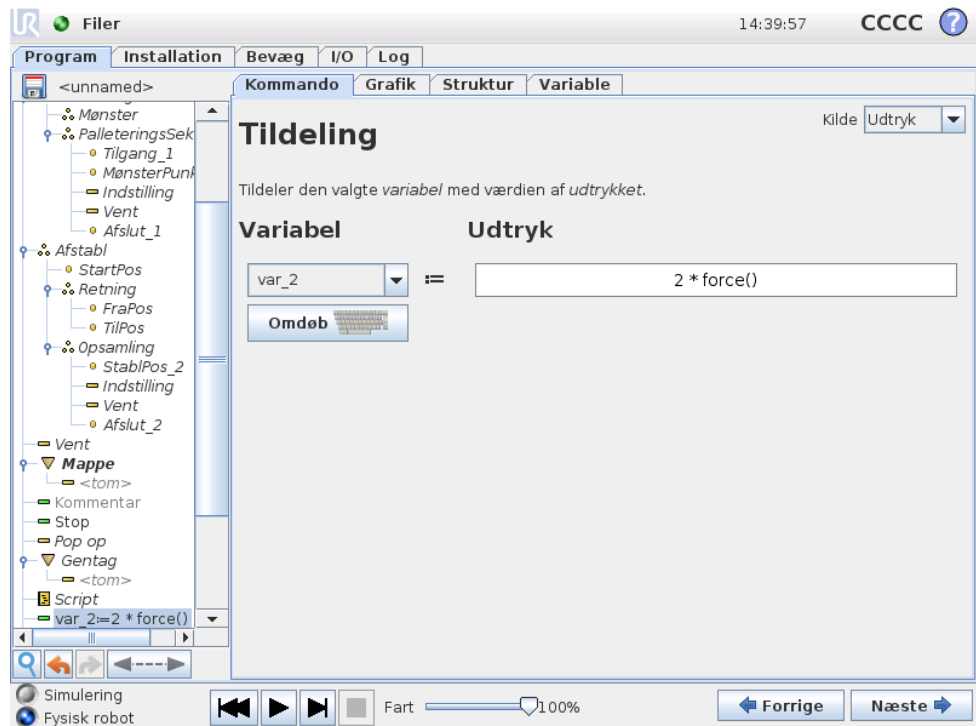 UR Filer 14:39:57 CCCC ?
Program Installation Bevæg I/O Log
<unnamed>
Kommando Grafik Struktur Variable
Mønster
PalleteringsSek
Tilgang_1
MønsterPunk
Indstilling
Vent
Afslut_1
Afstabl
StartPos
Retning
FraPos
TilPos
Opsamling
StablPos_2
Indstilling
Vent
Afslut_2
Vent
Mappe
<tom>
Kommentar
Stop
Pop op
Gentag
<tom>
Script
var_2:=2 * force()
Tildeling
Kilde Udtryk
Tildeler den valgte variabel med værdien af udtrykket.
Variabel Udtryk
var_2 := 2 * force()
Omdøb
Simulering
Fysisk robot
Fart 100%
Forrige Næste